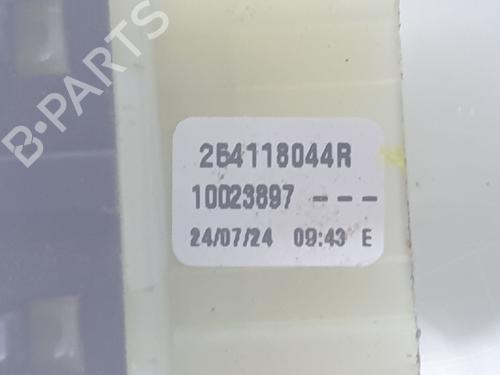 B-PARTS
254118044R
10023897 ---
24/07/24 09:43 E